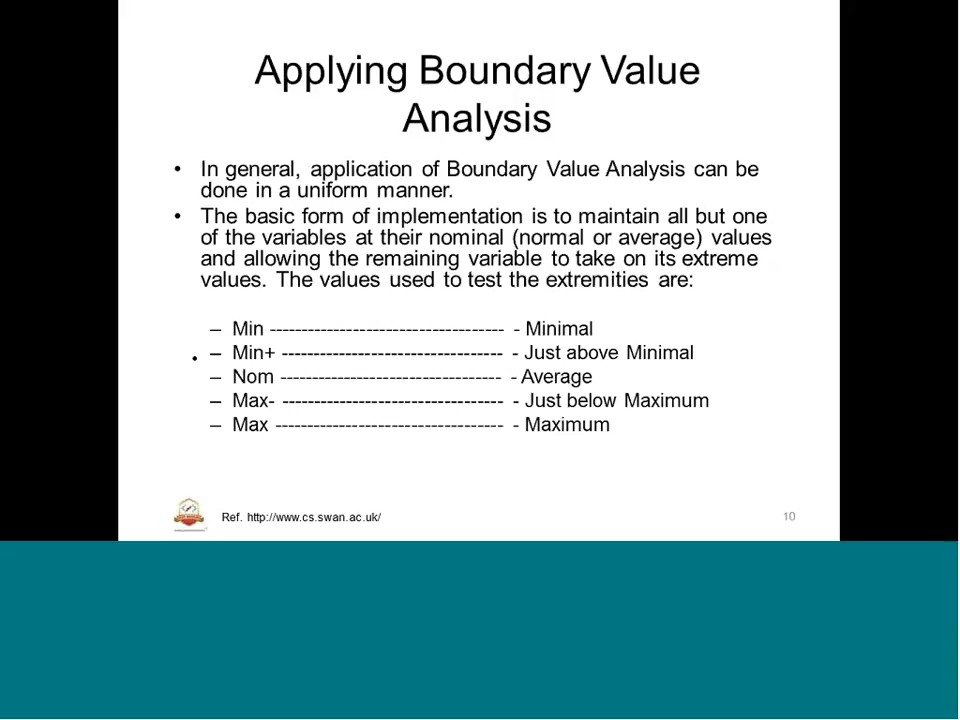 Applying Boundary Value
Analysis
• In general, application of Boundary Value Analysis can be
done in a uniform manner.
• The basic form of implementation is to maintain all but one
of the variables at their nominal (normal or average) values
and allowing the remaining variable to take on its extreme
values. The values used to test the extremities are:
– Min ------------------------------------- - Minimal
• – Min+ ----------------------------------- - Just above Minimal
– Nom ----------------------------------- - Average
– Max- ----------------------------------- - Just below Maximum
– Max ------------------------------------ - Maximum
Ref. http://www.cs.swan.ac.uk/
10